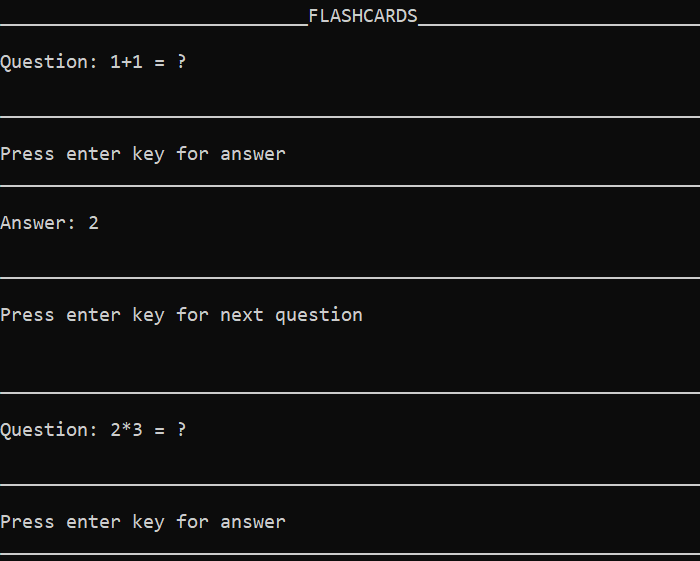 FLASHCARDS
Question: 1+1 = ?
Press enter key for answer
Answer: 2
Press enter key for next question
Question: 2*3 = ?
Press enter key for answer